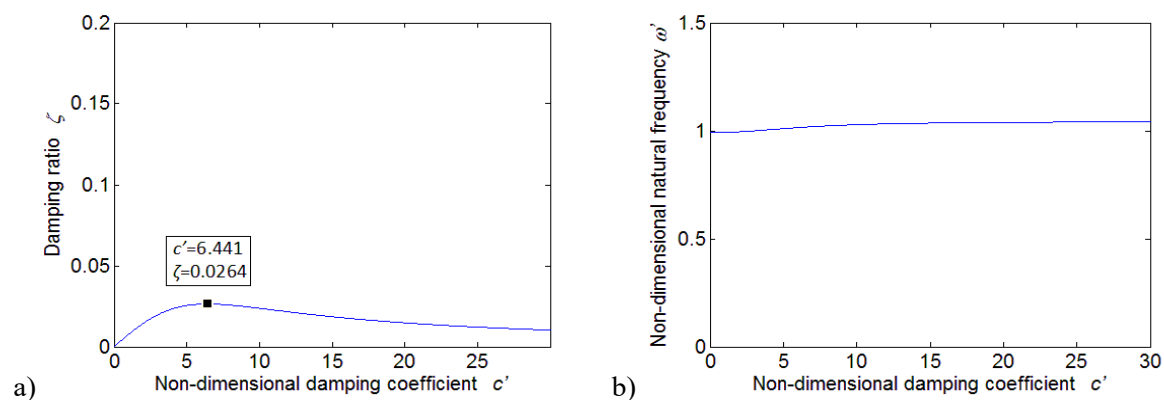 0.2
0.15
0.1
0.05
0
Damping ratio ζ
c'=6.441
ζ=0.0264
0 5 10 15 20 25
Non-dimensional damping coefficient c'
a)
1.5
1
0.5
0
Non-dimensional natural frequency ω'
0 5 10 15 20 25 30
Non-dimensional damping coefficient c'
b)